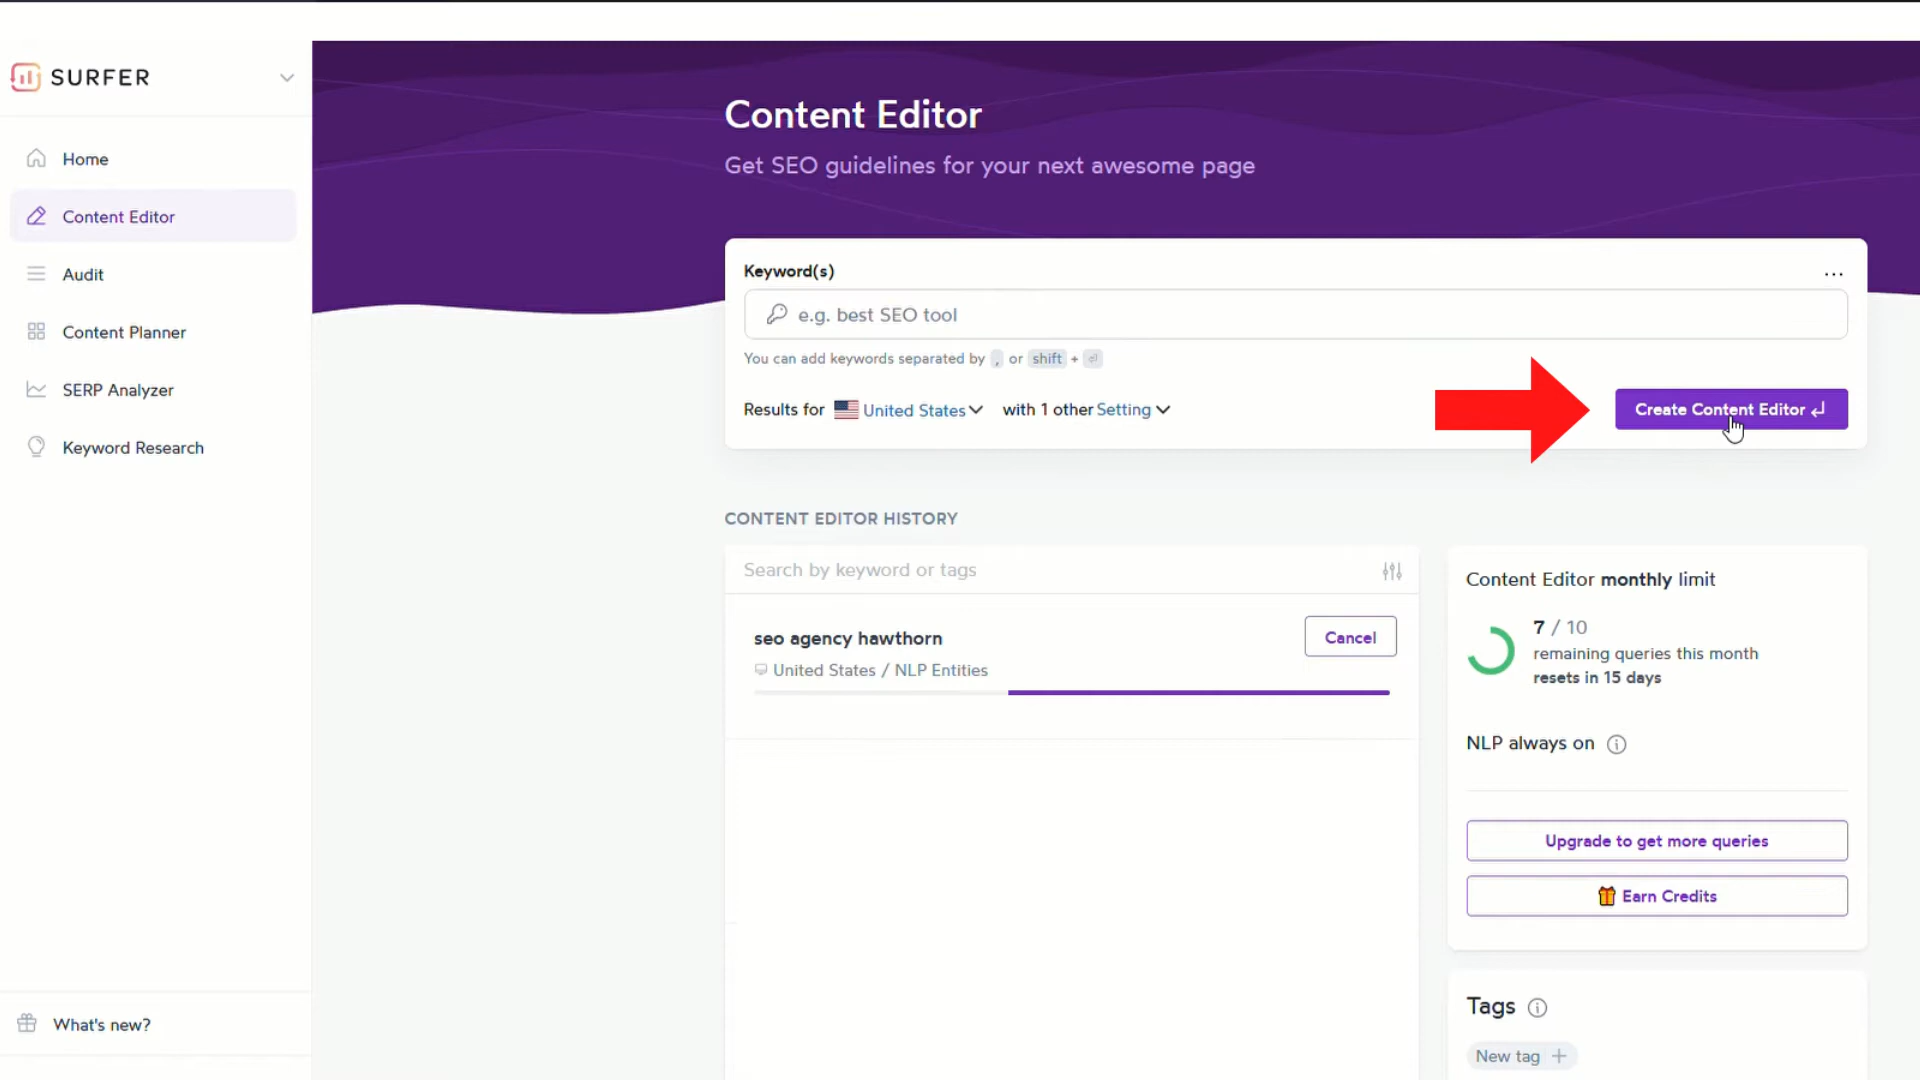 SURFER
Home
Content Editor
Audit
Content Planner
SERP Analyzer
Keyword Research
What's new?
Content Editor
Get SEO guidelines for your next awesome page
Keyword(s)
...
e.g. best SEO tool
You can add keywords separated by , or shift + ⏎
Results for United States with 1 other Setting
Create Content Editor ↵
CONTENT EDITOR HISTORY
Search by keyword or tags
seo agency hawthorn
Cancel
United States / NLP Entities
Content Editor monthly limit
7 / 10
remaining queries this month
resets in 15 days
NLP always on
Upgrade to get more queries
Earn Credits
Tags
New tag +